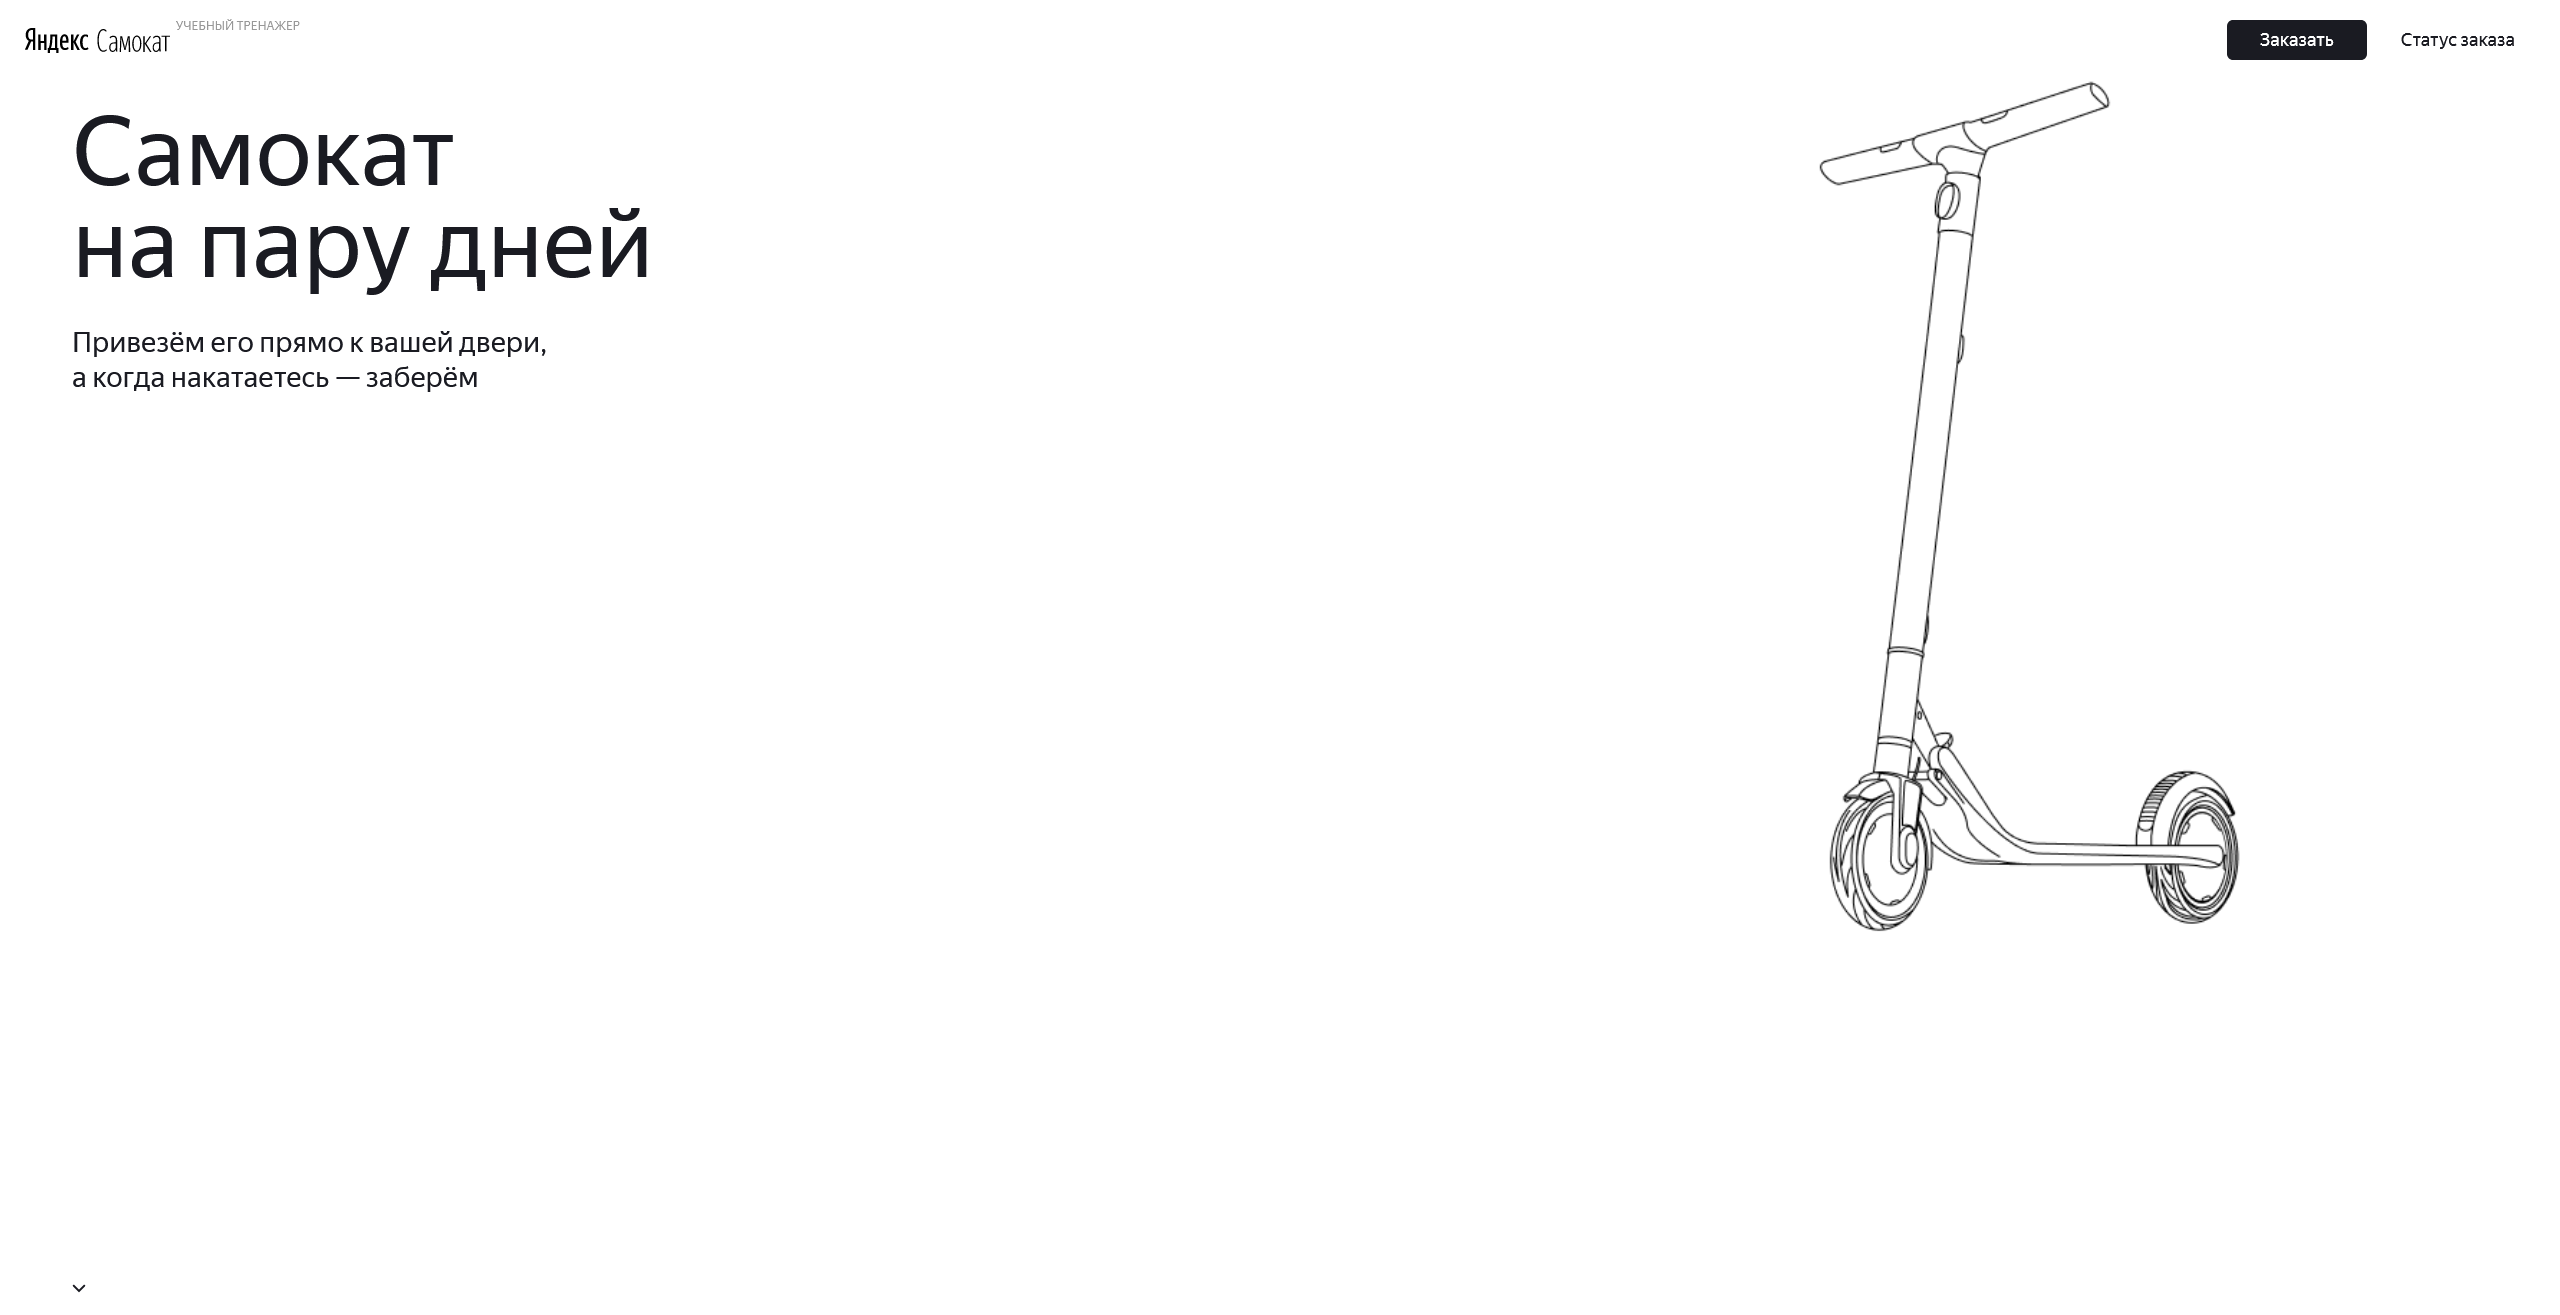 Яндекс Самокат
УЧЕБНЫЙ ТРЕНАЖЕР
Заказать
Статус заказа
Самокат
на пару дней
Привезём его прямо к вашей двери,
а когда накатаетесь — заберём